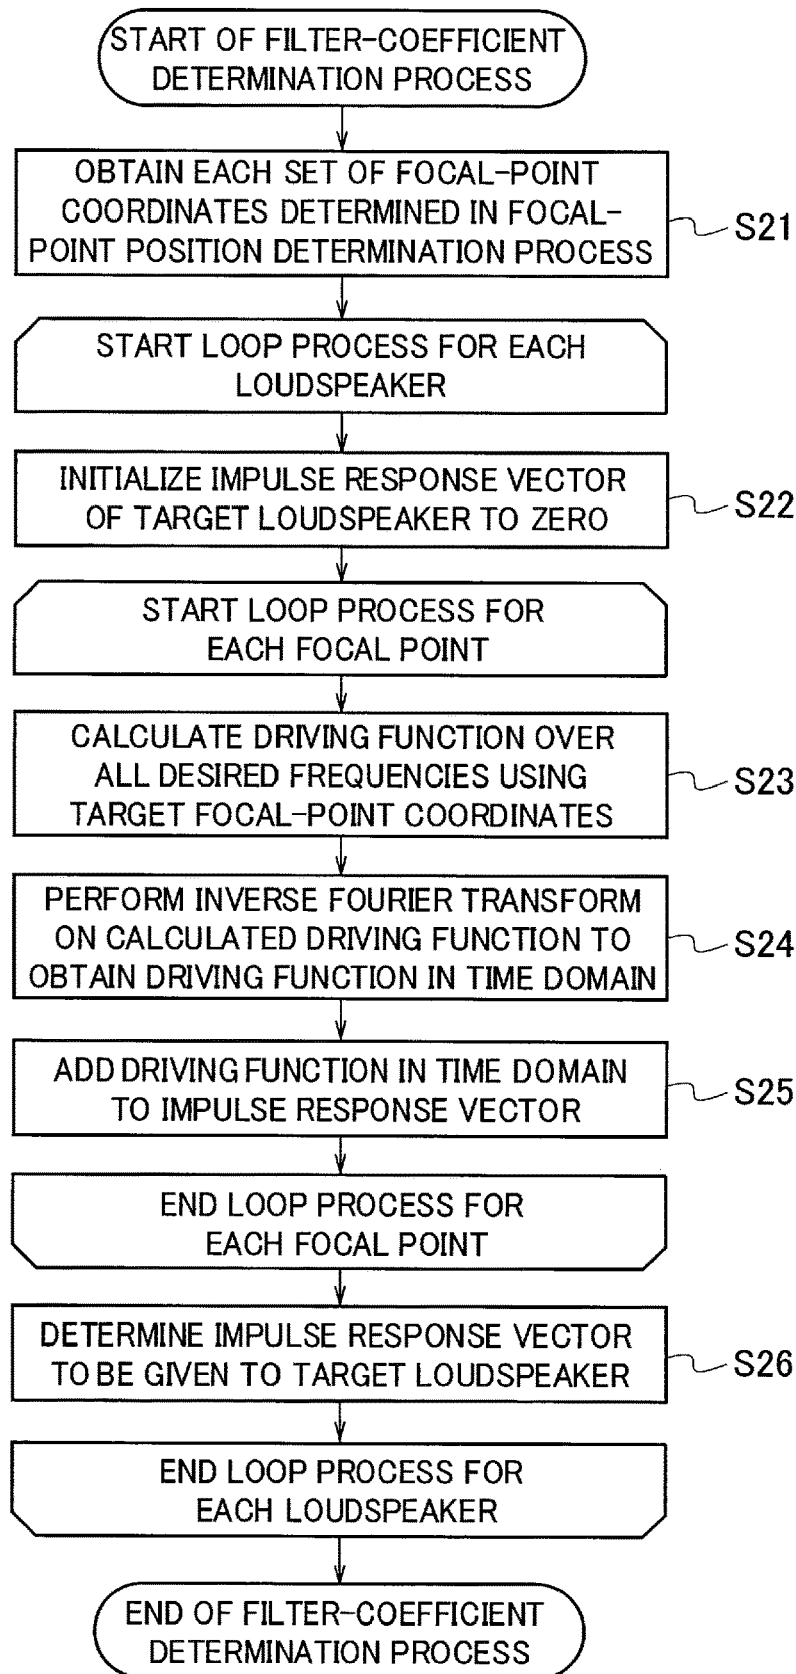 START OF FILTER-COEFFICIENT
DETERMINATION PROCESS
OBTAIN EACH SET OF FOCAL-POINT
COORDINATES DETERMINED IN FOCAL-
POINT POSITION DETERMINATION PROCESS
S21
START LOOP PROCESS FOR EACH
LOUDSPEAKER
INITIALIZE IMPULSE RESPONSE VECTOR
OF TARGET LOUDSPEAKER TO ZERO
S22
START LOOP PROCESS FOR
EACH FOCAL POINT
CALCULATE DRIVING FUNCTION OVER
ALL DESIRED FREQUENCIES USING
TARGET FOCAL-POINT COORDINATES
S23
PERFORM INVERSE FOURIER TRANSFORM
ON CALCULATED DRIVING FUNCTION TO
OBTAIN DRIVING FUNCTION IN TIME DOMAIN
S24
ADD DRIVING FUNCTION IN TIME DOMAIN
TO IMPULSE RESPONSE VECTOR
S25
END LOOP PROCESS FOR
EACH FOCAL POINT
DETERMINE IMPULSE RESPONSE VECTOR
TO BE GIVEN TO TARGET LOUDSPEAKER
S26
END LOOP PROCESS FOR
EACH LOUDSPEAKER
END OF FILTER-COEFFICIENT
DETERMINATION PROCESS